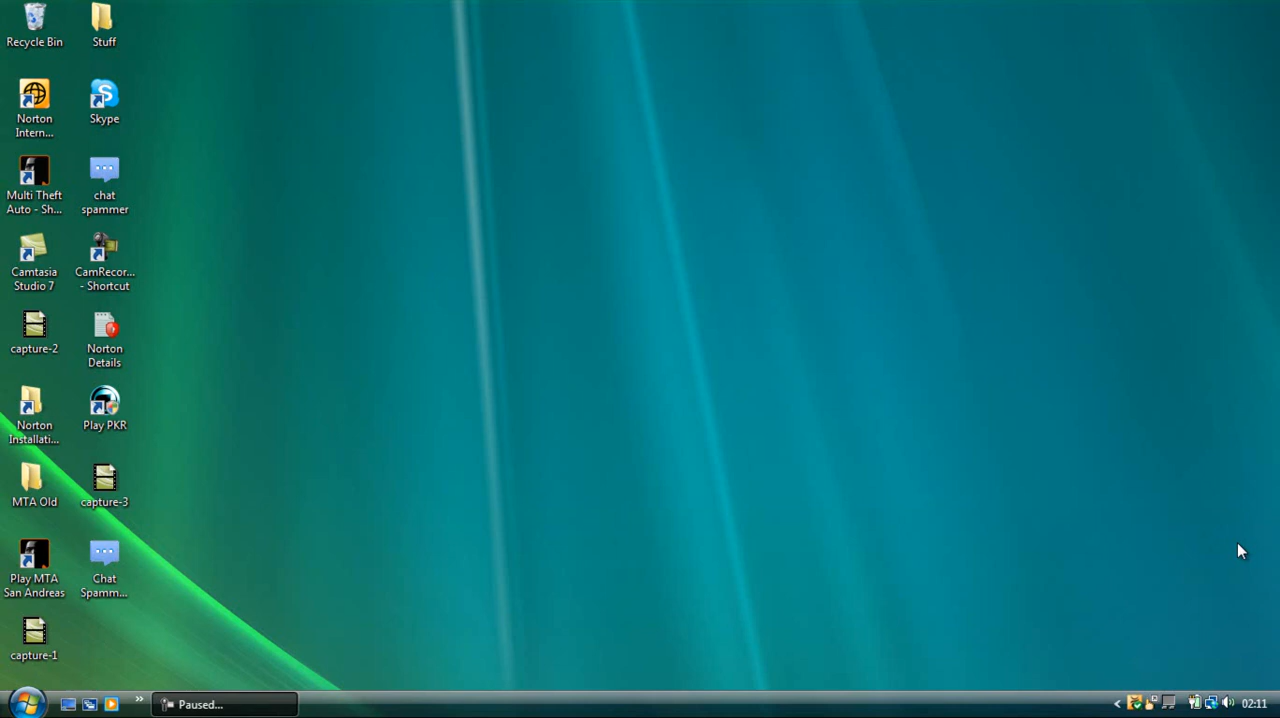 Recycle Bin
Stuff
Norton
Intern...
Skype
Multi Theft
Auto - Sh...
chat
spammer
Camtasia
Studio 7
CamRecor...
- Shortcut
capture-2
Norton
Details
Norton
Installati...
Play PKR
MTA Old
capture-3
Play MTA
San Andreas
Chat
Spamm...
capture-1
Paused...
02:11